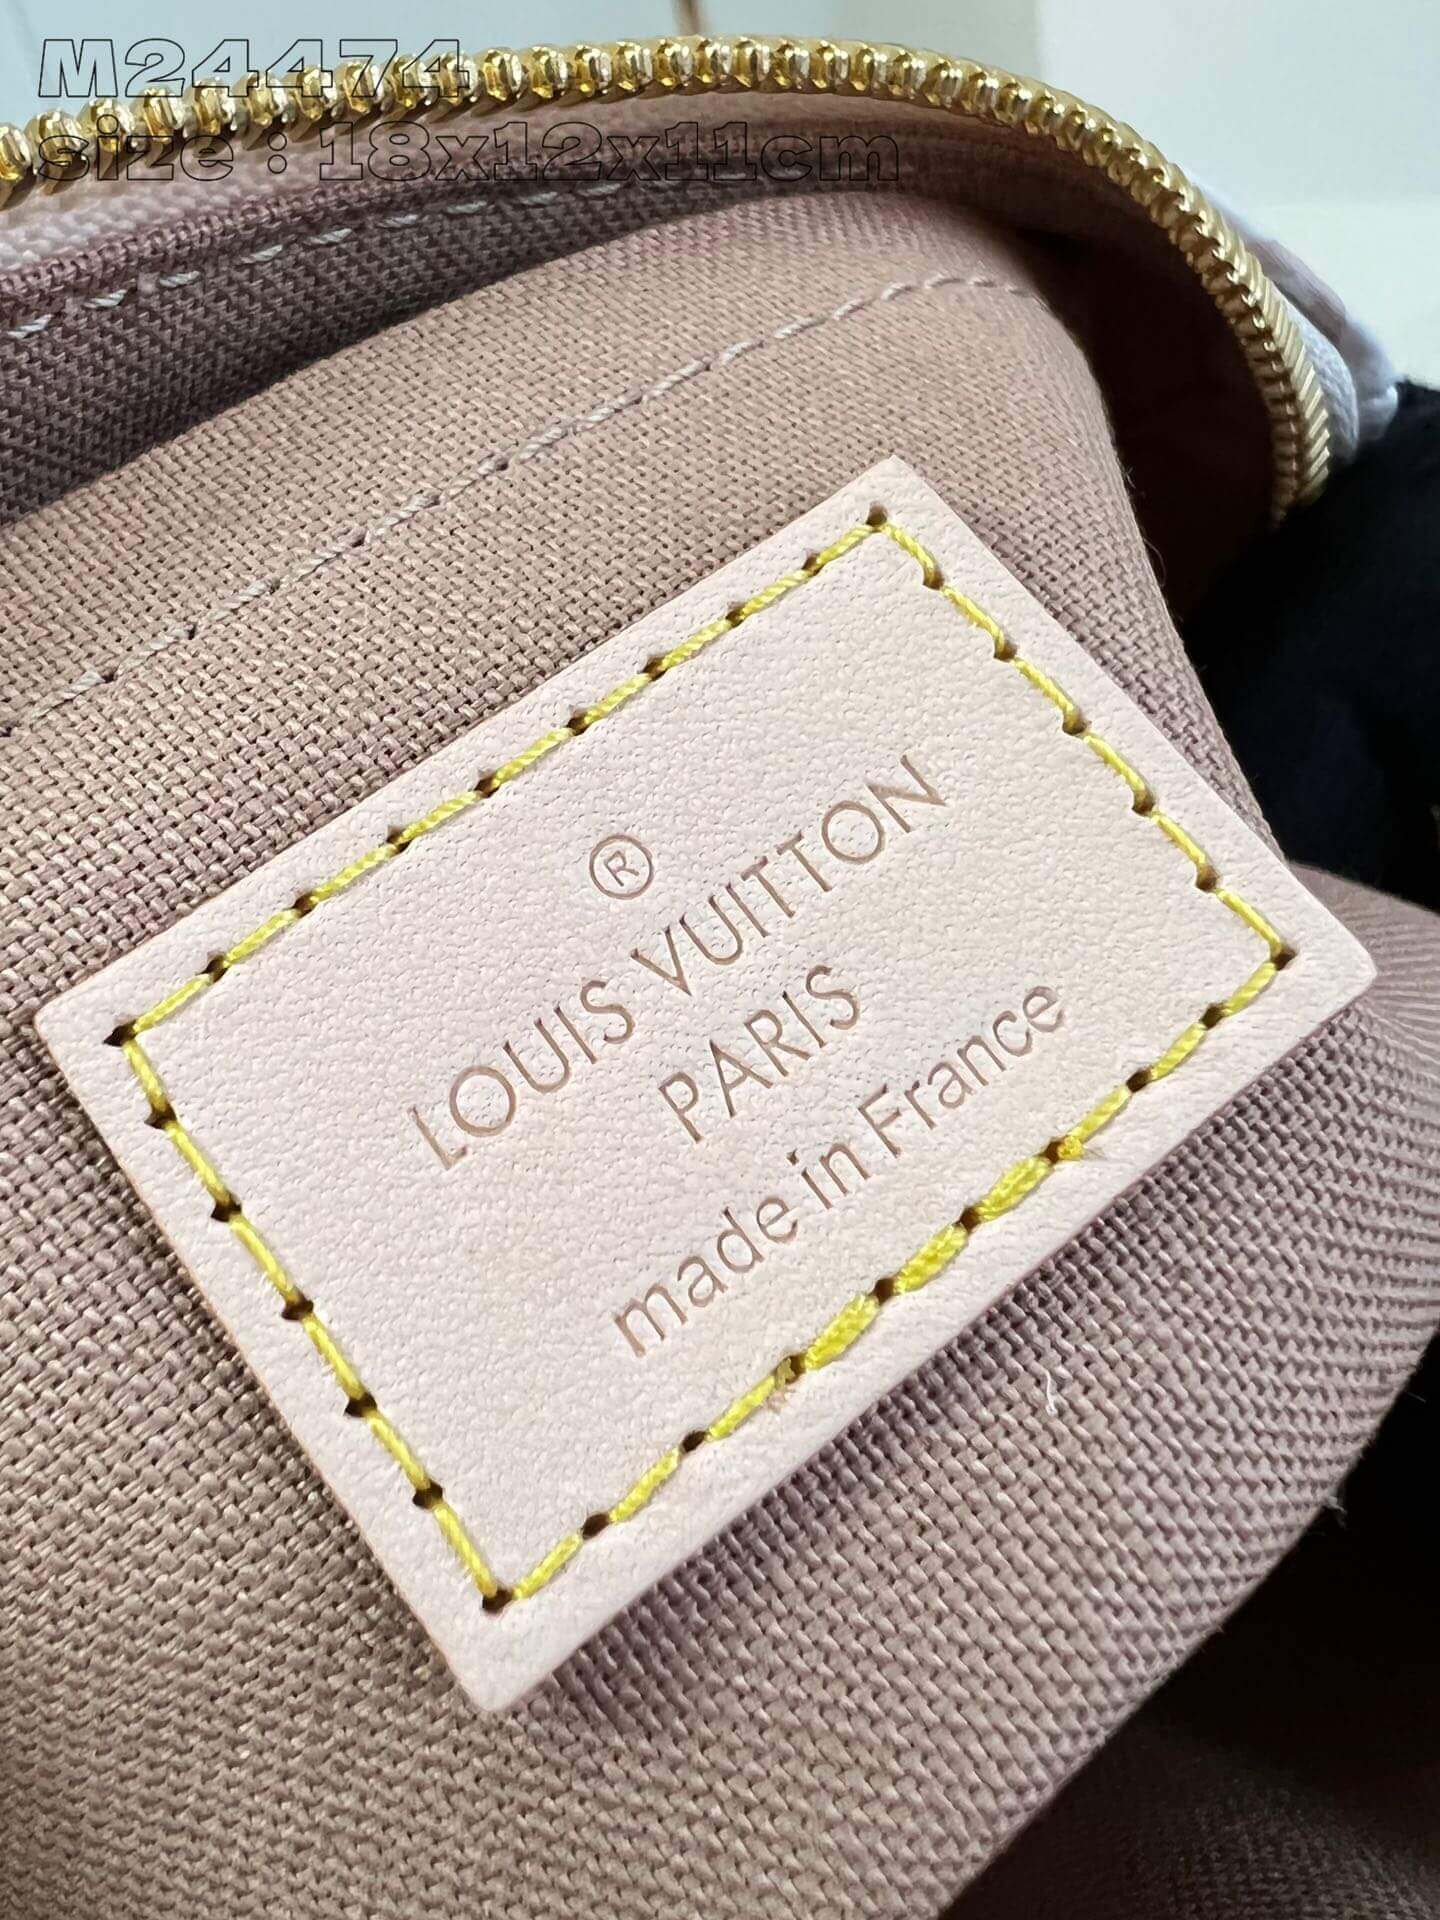 M24474
size：18x12x11cm
®
LOUIS VUITTON
PARIS
made in France